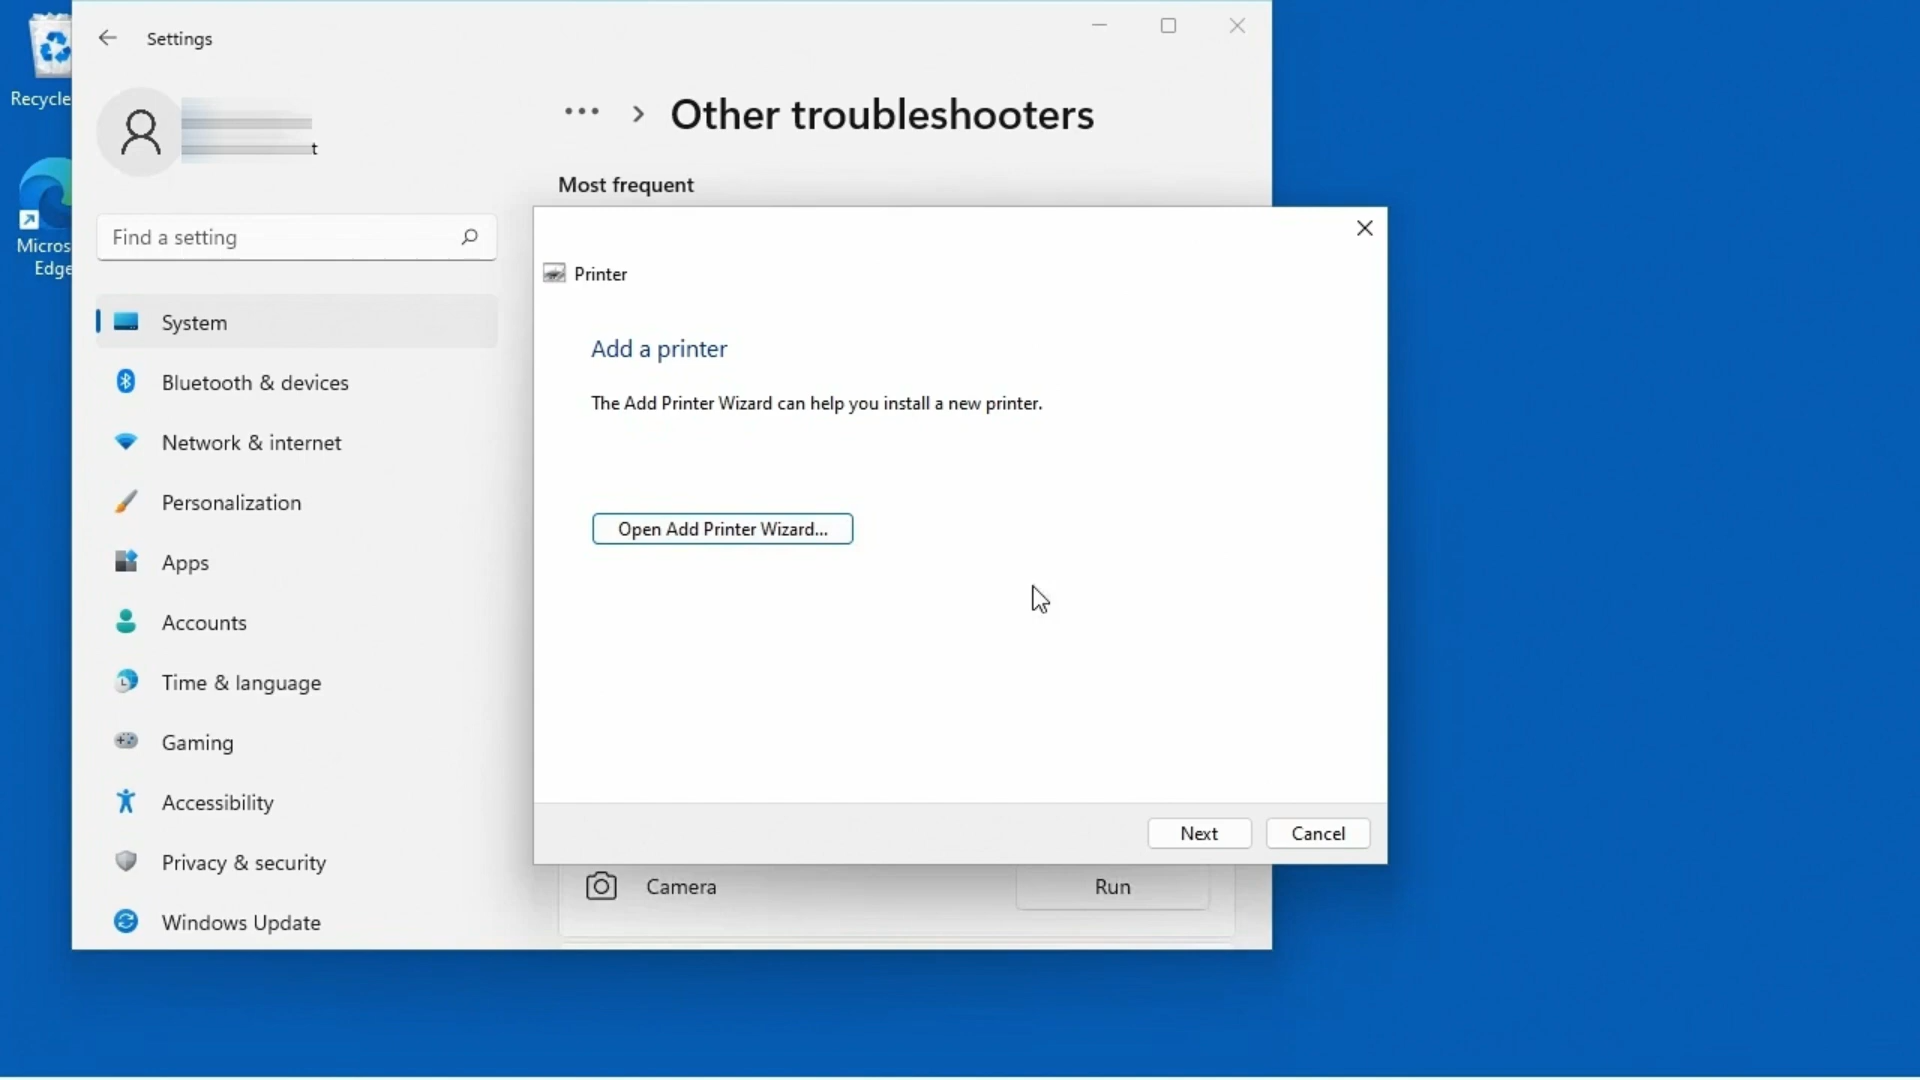 Recycle
Micros
Edge
Settings
t
Find a setting
System
Bluetooth & devices
Network & internet
Personalization
Apps
Accounts
Time & language
Gaming
Accessibility
Privacy & security
Windows Update
... > Other troubleshooters
Most frequent
Printer
Add a printer
The Add Printer Wizard can help you install a new printer.
Open Add Printer Wizard...
Next
Cancel
Camera
Run